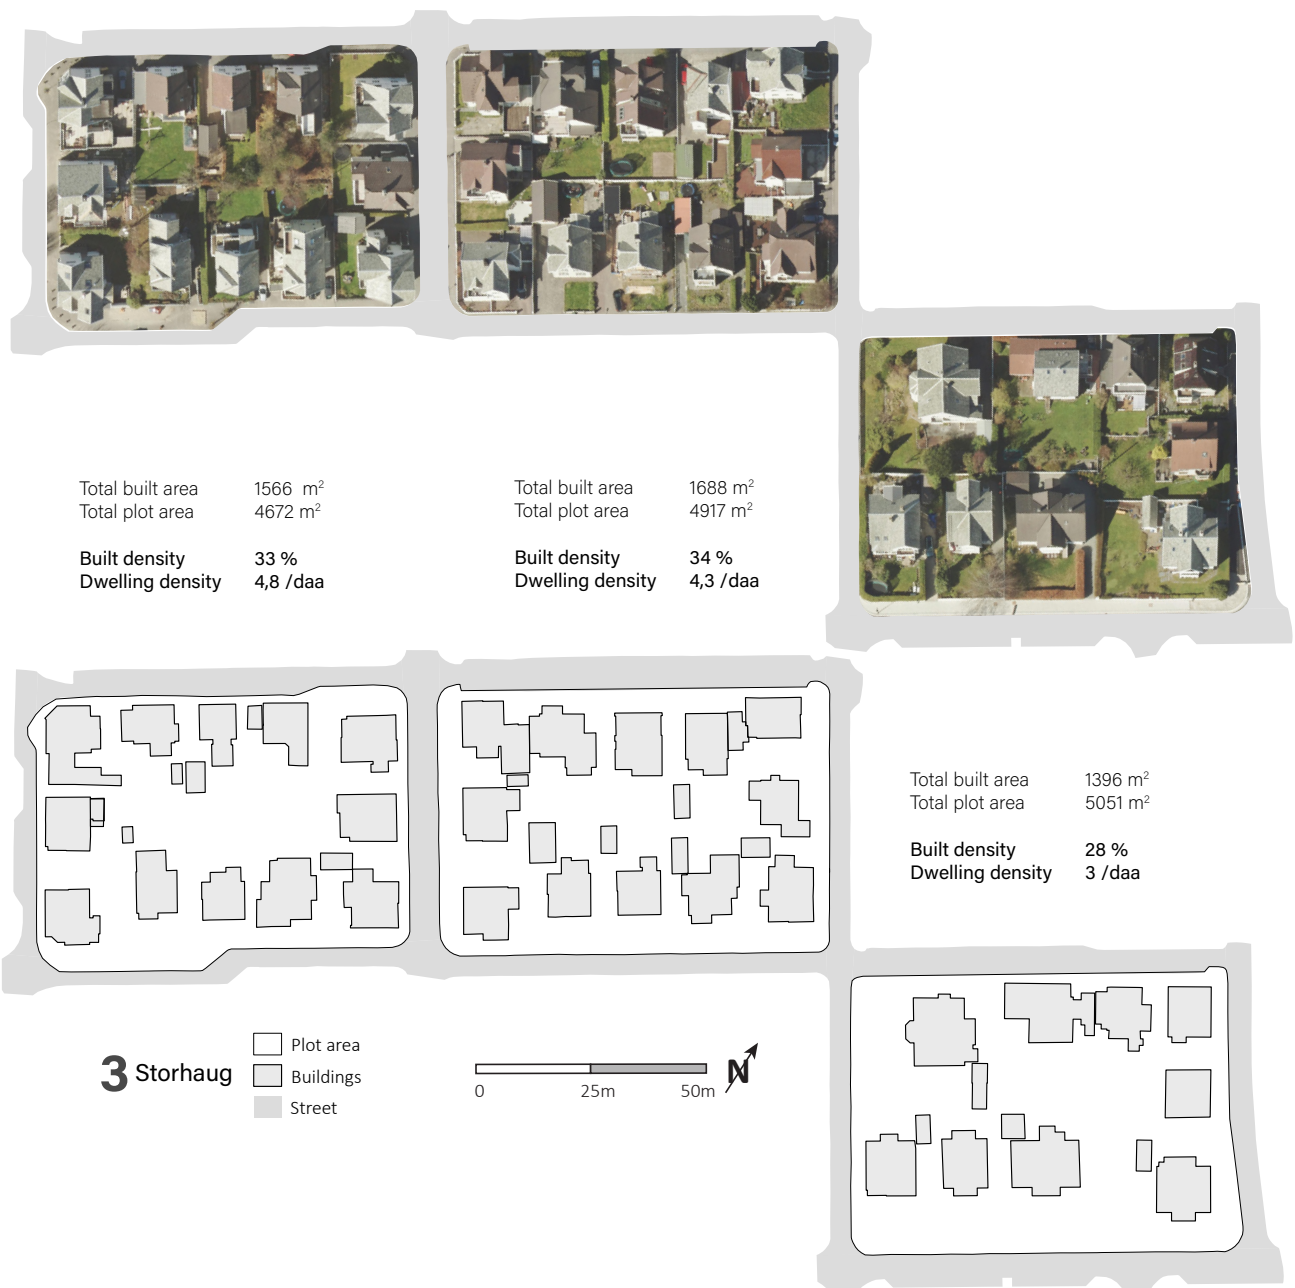 Total built area 1566 m²
Total plot area 4672 m²
Built density 33 %
Dwelling density 4,8 /daa
Total built area 1688 m²
Total plot area 4917 m²
Built density 34 %
Dwelling density 4,3 /daa
Total built area 1396 m²
Total plot area 5051 m²
Built density 28 %
Dwelling density 3 /daa
3 Storhaug
Plot area
Buildings
Street
0 25m 50m
N